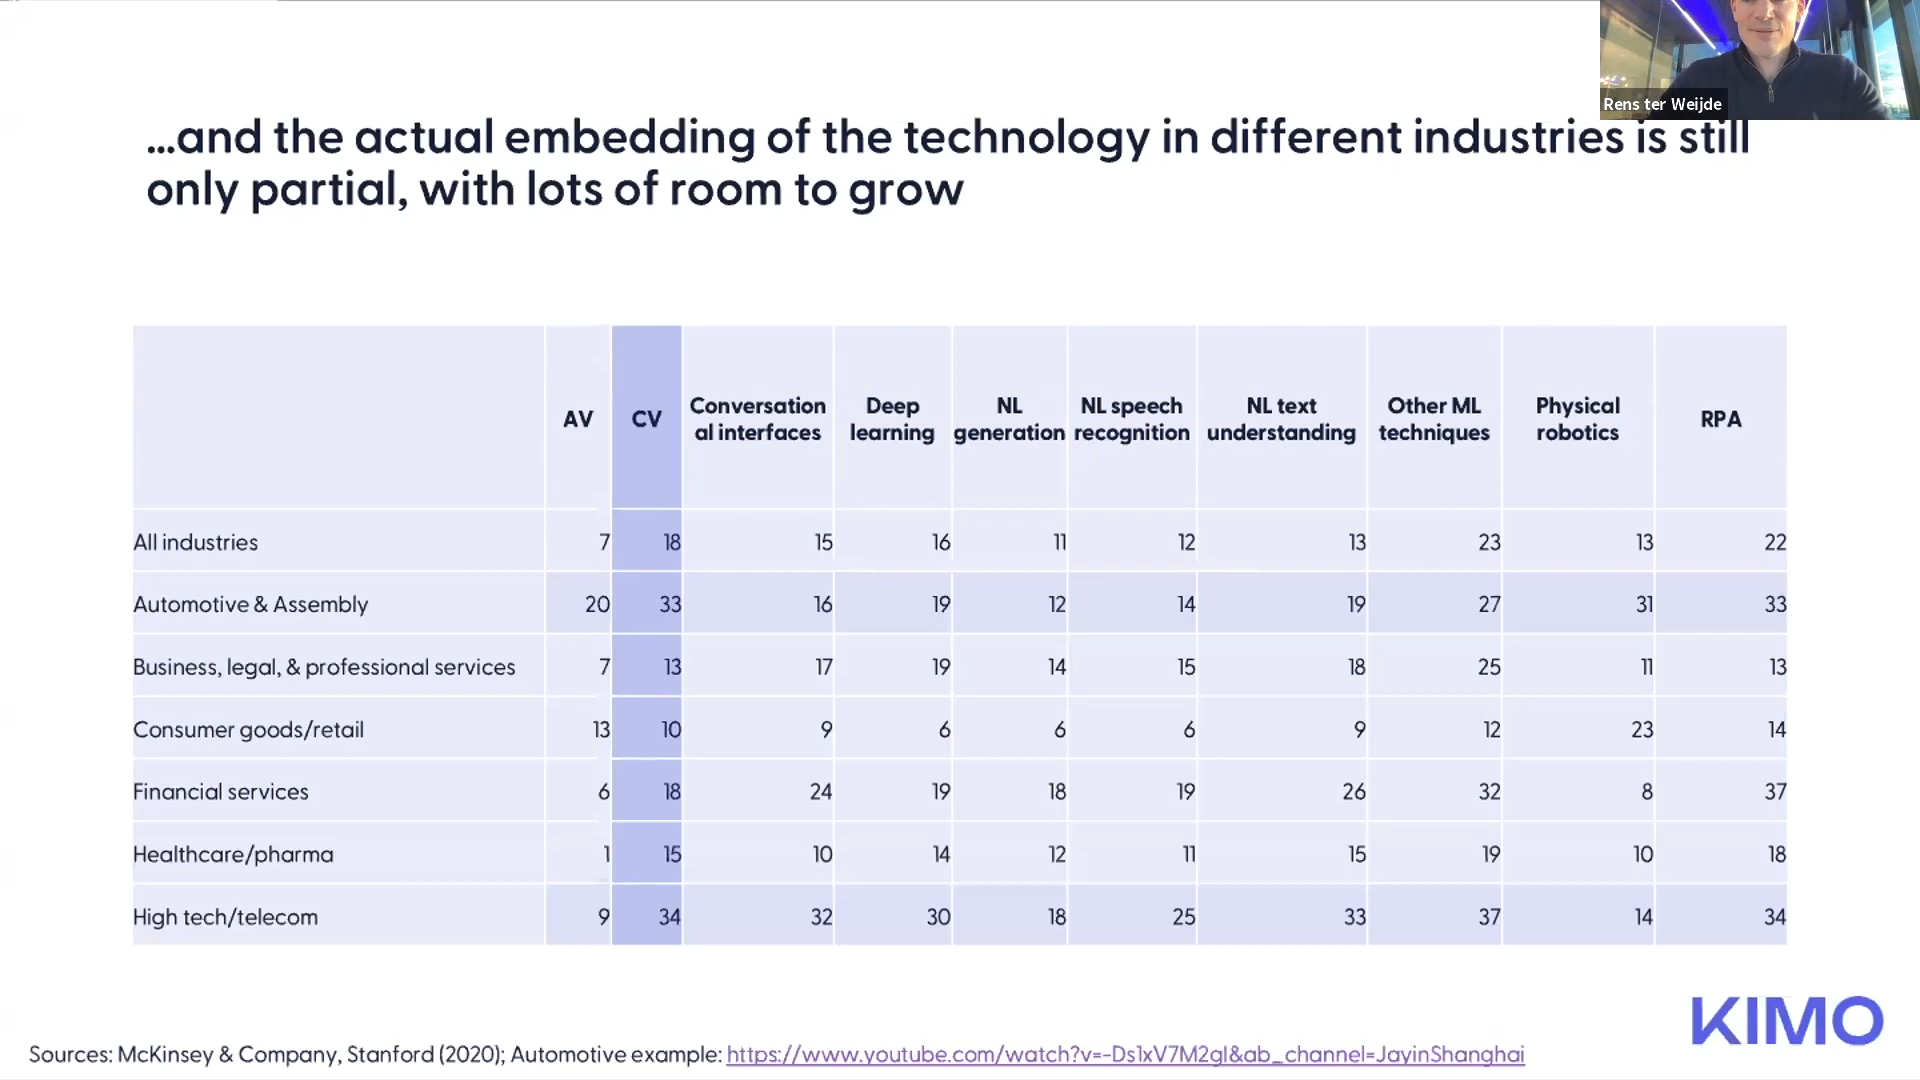 Rens ter Weijde
...and the actual embedding of the technology in different industries is still
only partial, with lots of room to grow
AV CV Conversation al interfaces Deep learning NL generation NL speech recognition NL text understanding Other ML techniques Physical robotics RPA
All industries 7 18 15 16 11 12 13 23 13 22
Automotive & Assembly 20 33 16 19 12 14 19 27 31 33
Business, legal, & professional services 7 13 17 19 14 15 18 25 11 13
Consumer goods/retail 13 10 9 6 6 6 9 12 23 14
Financial services 6 18 24 19 18 19 26 32 8 37
Healthcare/pharma 1 15 10 14 12 11 15 19 10 18
High tech/telecom 9 34 32 30 18 25 33 37 14 34
KIMO
Sources: McKinsey & Company, Stanford (2020); Automotive example: https://www.youtube.com/watch?v=-Ds1xV7M2gI&ab_channel=JayinShanghai